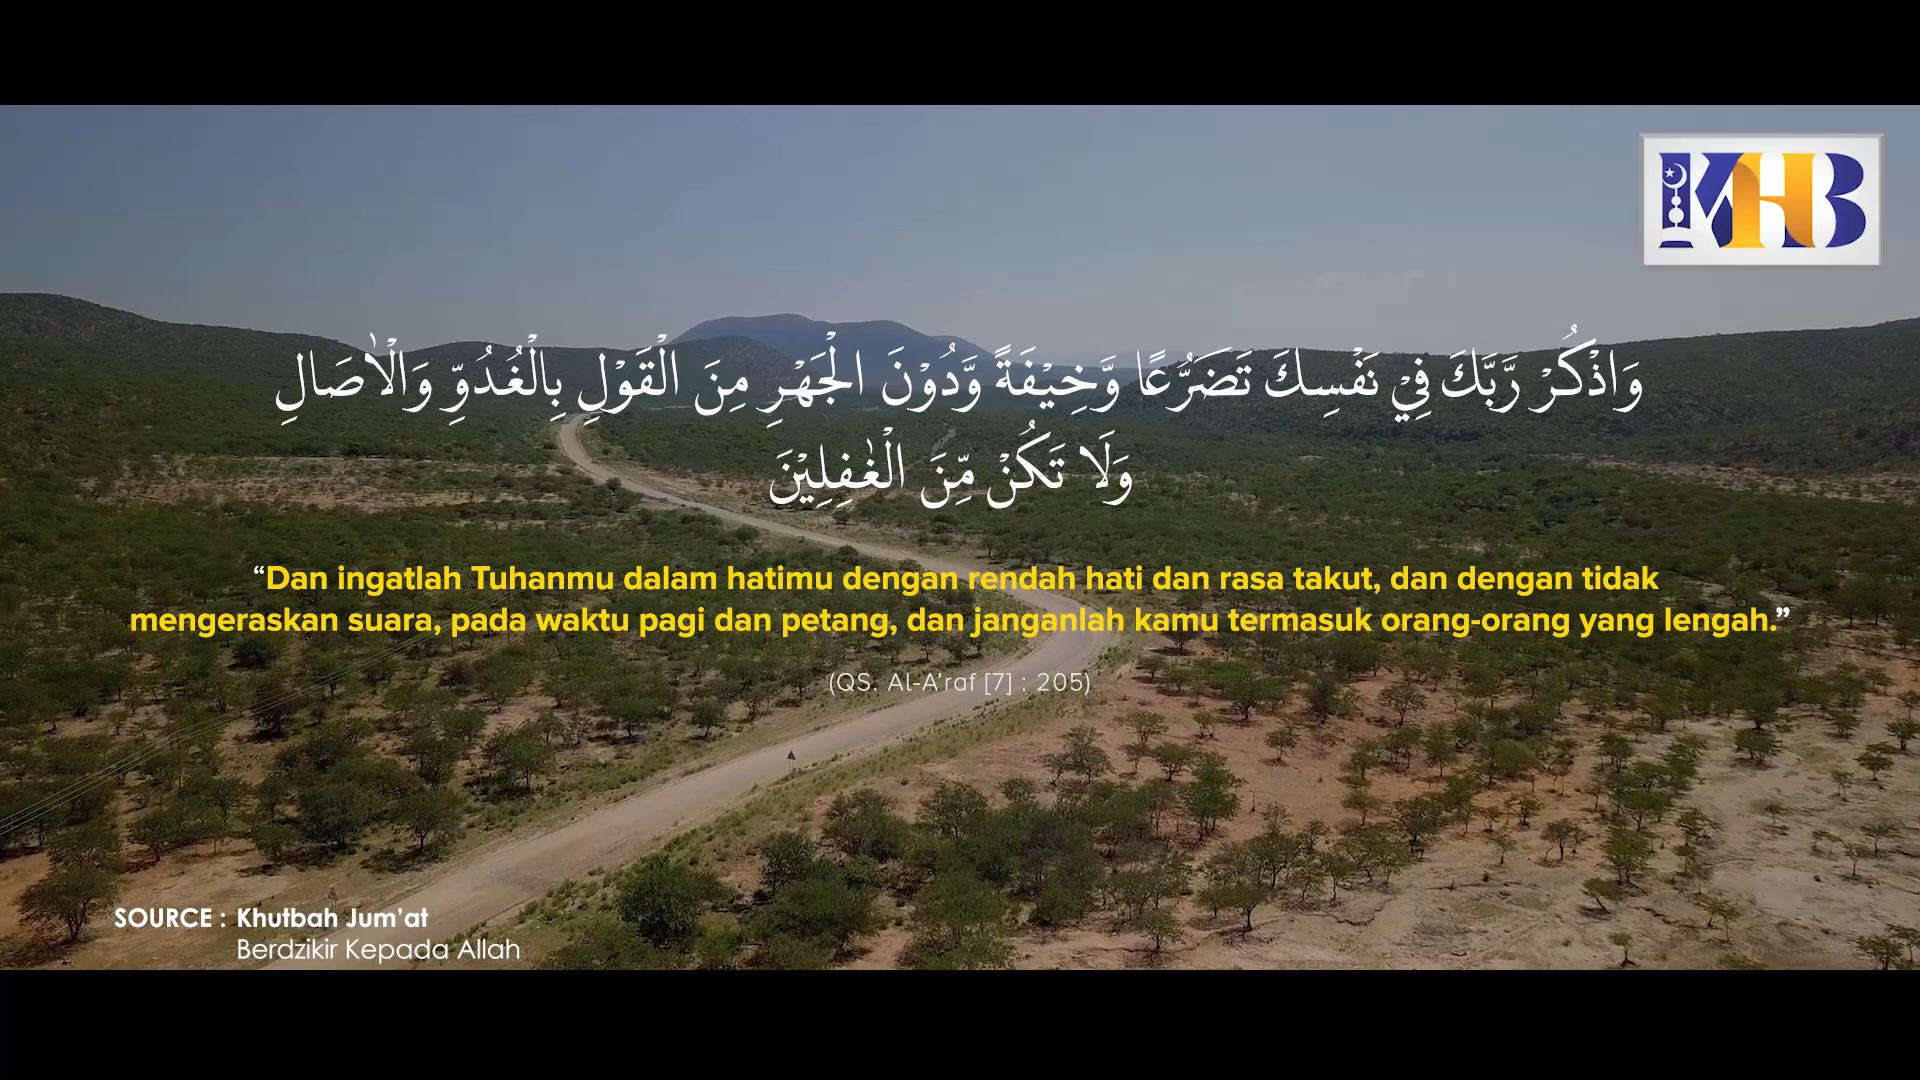 KHB
وَاذْكُرْ رَّبَّكَ فِيْ نَفْسِكَ تَضَرُّعًا وَّخِيْفَةً وَّدُوْنَ الْجَهْرِ مِنَ الْقَوْلِ بِالْغُدُوِّ وَالْاٰصَالِ
وَلَا تَكُنْ مِّنَ الْغٰفِلِيْنَ
“Dan ingatlah Tuhanmu dalam hatimu dengan rendah hati dan rasa takut, dan dengan tidak
mengeraskan suara, pada waktu pagi dan petang, dan janganlah kamu termasuk orang-orang yang lengah.”
(QS. Al-A’raf [7] : 205)
SOURCE : Khutbah Jum’at
Berdzikir Kepada Allah